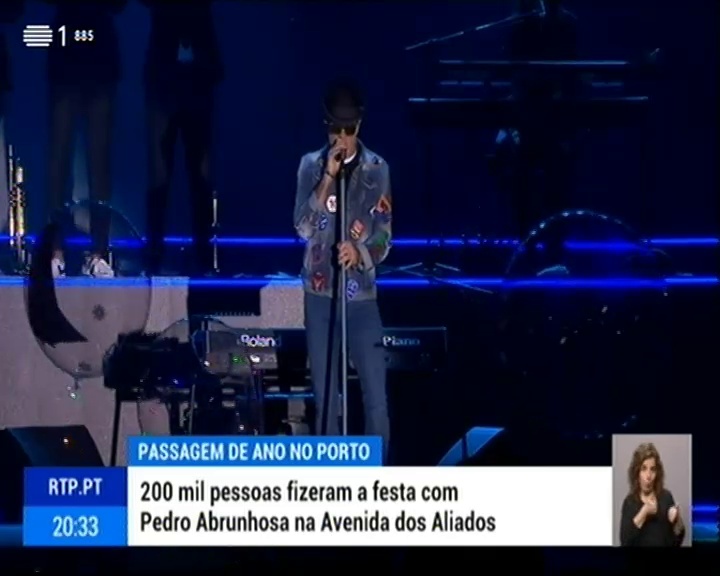 1 885
Roland
Piano
PASSAGEM DE ANO NO PORTO
RTP.PT
200 mil pessoas fizeram a festa com
20:33
Pedro Abrunhosa na Avenida dos Aliados